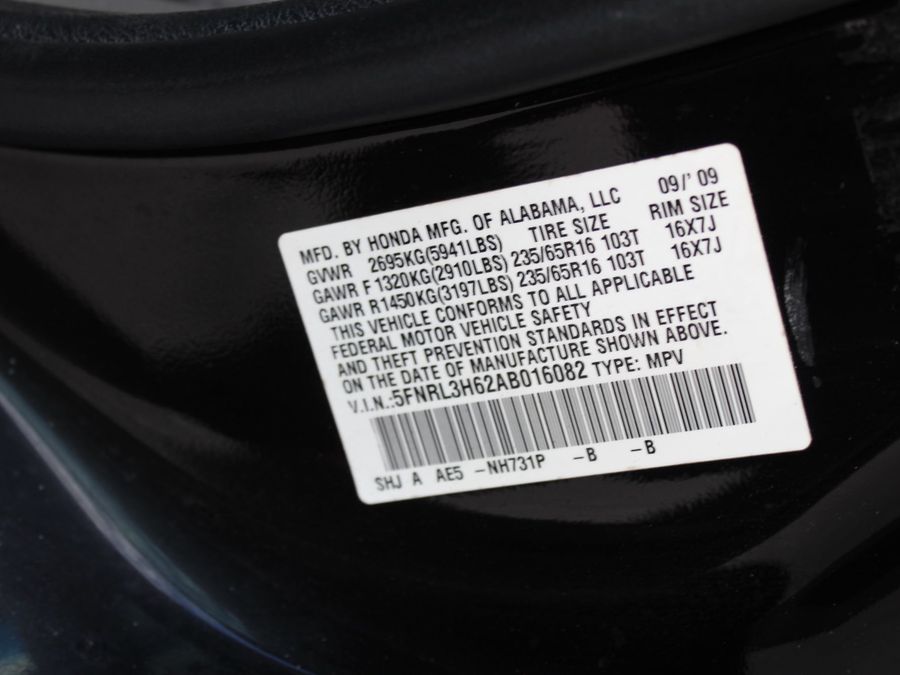 MFD. BY HONDA MFG. OF ALABAMA, LLC 09/'09
GVWR 2695KG(5941LBS) TIRE SIZE RIM SIZE
GAWR F 1320KG(2910LBS) 235/65R16 103T 16X7J
GAWR R1450KG(3197LBS) 235/65R16 103T 16X7J
THIS VEHICLE CONFORMS TO ALL APPLICABLE
FEDERAL MOTOR VEHICLE SAFETY
AND THEFT PREVENTION STANDARDS IN EFFECT
ON THE DATE OF MANUFACTURE SHOWN ABOVE.
V.I.N.:5FNRL3H62AB016082 TYPE: MPV
SHJ A AE5 -NH731P -B -B